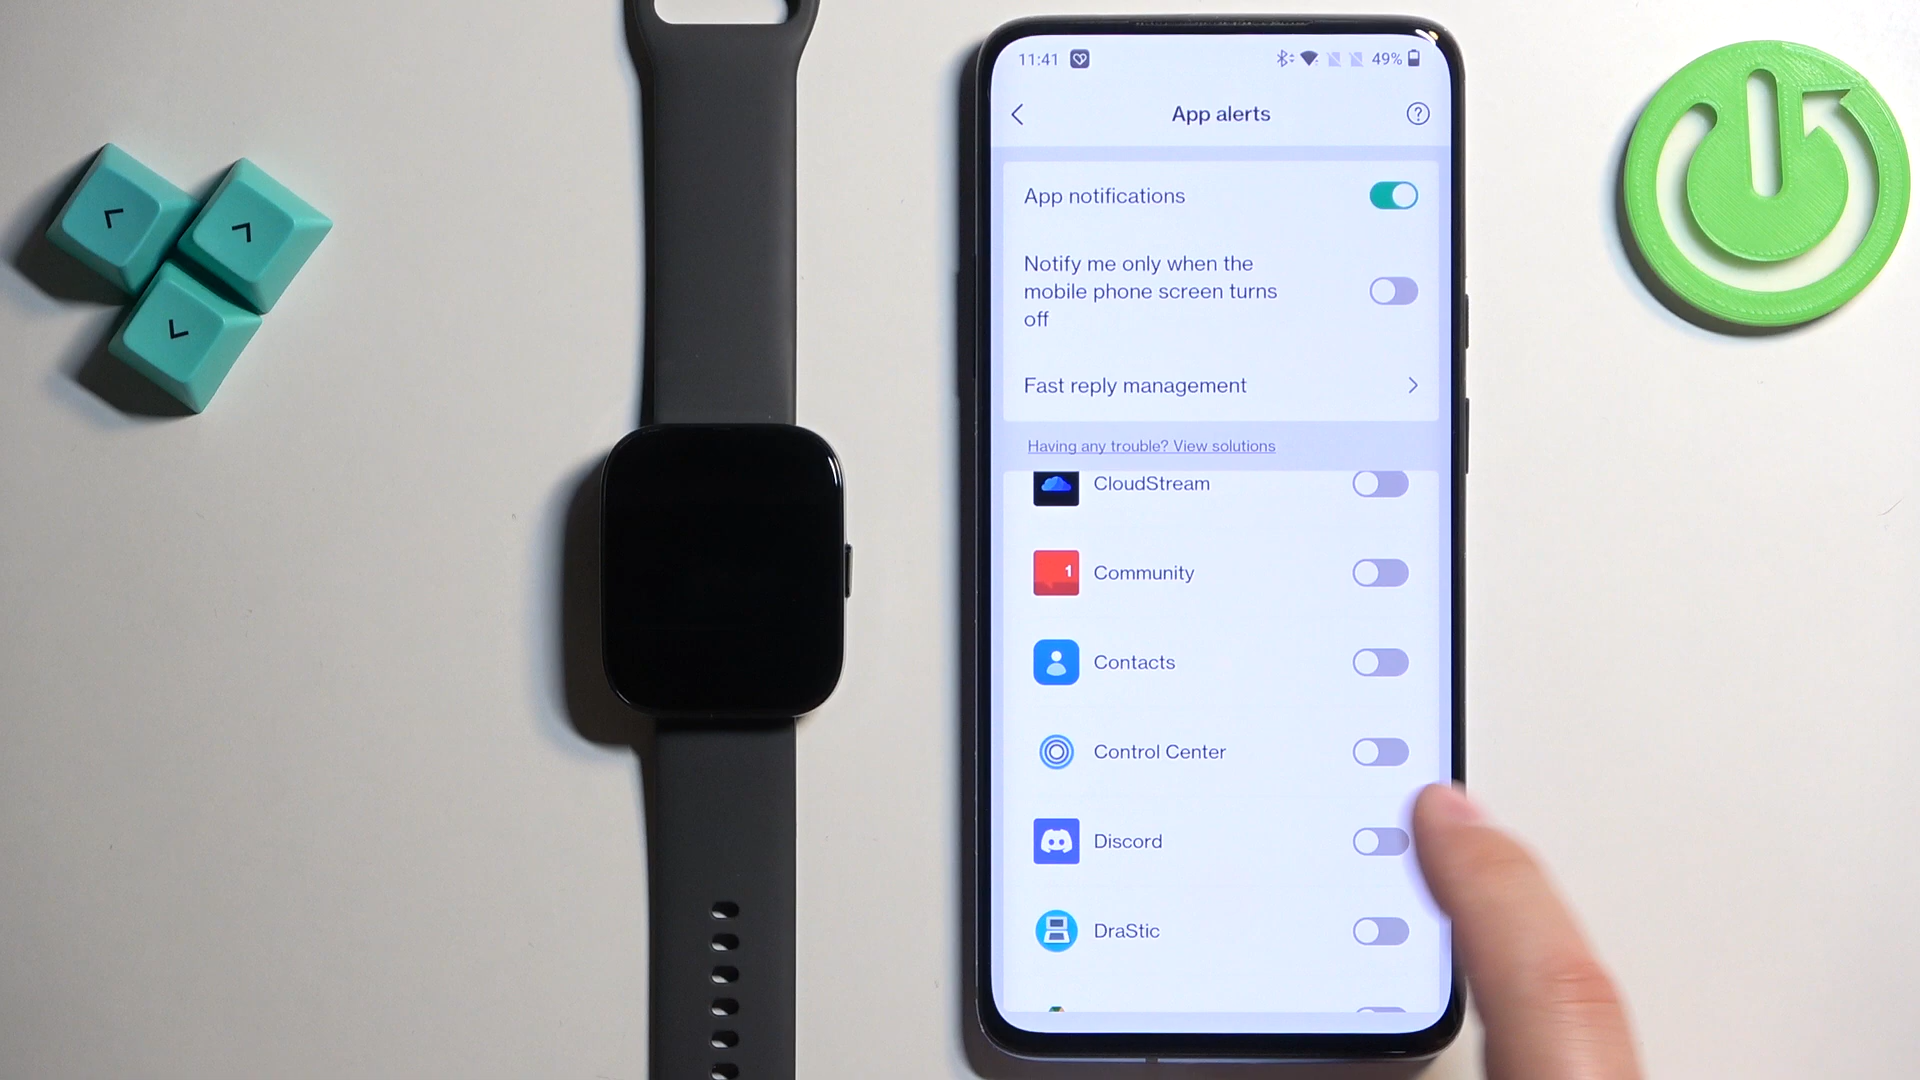 11:41
49%
App alerts
App notifications
Notify me only when the
mobile phone screen turns
off
Fast reply management
Having any trouble? View solutions
CloudStream
Community
1
Contacts
Control Center
Discord
DraStic